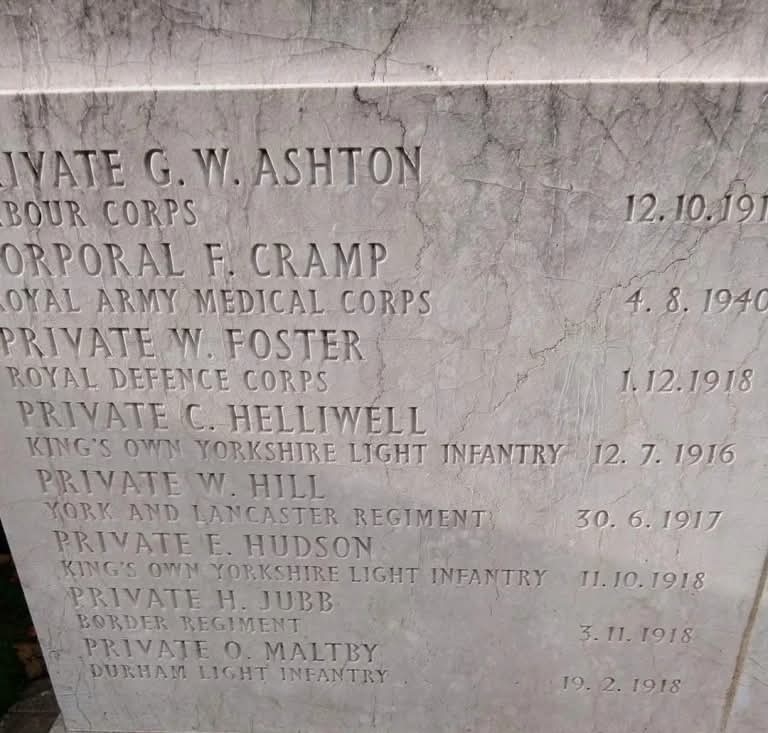 RIVATE G. W. ASHTON
BOUR CORPS 12.10.191
ORPORAL F. CRAMP
ROYAL ARMY MEDICAL CORPS 4. 8. 1940
PRIVATE W. FOSTER
ROYAL DEFENCE CORPS 1.12.1918
PRIVATE C. HELLIWELL
KING'S OWN YORKSHIRE LIGHT INFANTRY 12. 7. 1916
PRIVATE W. HILL
YORK AND LANCASTER REGIMENT 30. 6. 1917
PRIVATE E. HUDSON
KING'S OWN YORKSHIRE LIGHT INFANTRY 11.10.1918
PRIVATE H. JUBB
BORDER REGIMENT 3.11.1918
PRIVATE O. MALTBY
DURHAM LIGHT INFANTRY 19. 2. 1918